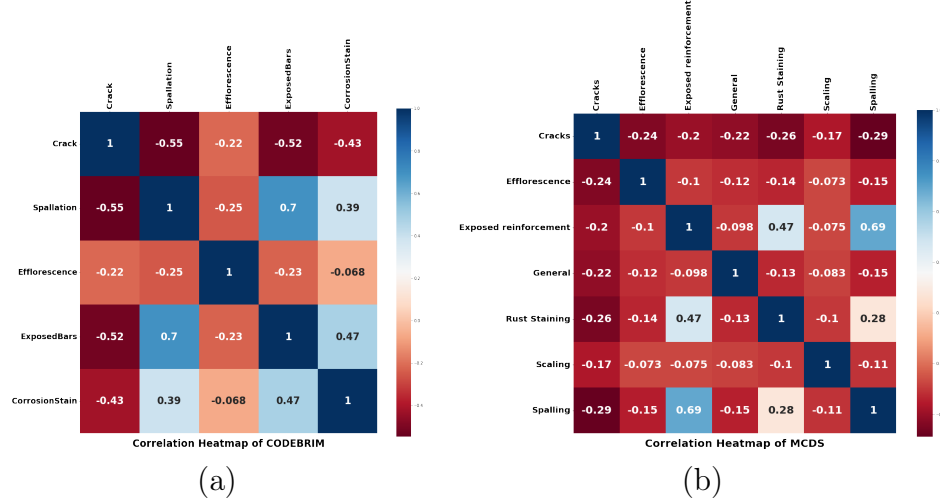 Crack Spallation Efflorescence ExposedBars CorrosionStain
Crack 1 -0.55 -0.22 -0.52 -0.43
Spallation -0.55 1 -0.25 0.7 0.39
Efflorescence -0.22 -0.25 1 -0.23 -0.068
ExposedBars -0.52 0.7 -0.23 1 0.47
CorrosionStain -0.43 0.39 -0.068 0.47 1
Correlation Heatmap of CODEBRIM
(a)
Cracks Efflorescence Exposed reinforcement General Rust Staining Scaling Spalling
Cracks 1 -0.24 -0.2 -0.22 -0.26 -0.17 -0.29
Efflorescence -0.24 1 -0.1 -0.12 -0.14 -0.073 -0.15
Exposed reinforcement -0.2 -0.1 1 -0.098 0.47 -0.075 0.69
General -0.22 -0.12 -0.098 1 -0.13 -0.083 -0.15
Rust Staining -0.26 -0.14 0.47 -0.13 1 -0.1 0.28
Scaling -0.17 -0.073 -0.075 -0.083 -0.1 1 -0.11
Spalling -0.29 -0.15 0.69 -0.15 0.28 -0.11 1
Correlation Heatmap of MCDS
(b)